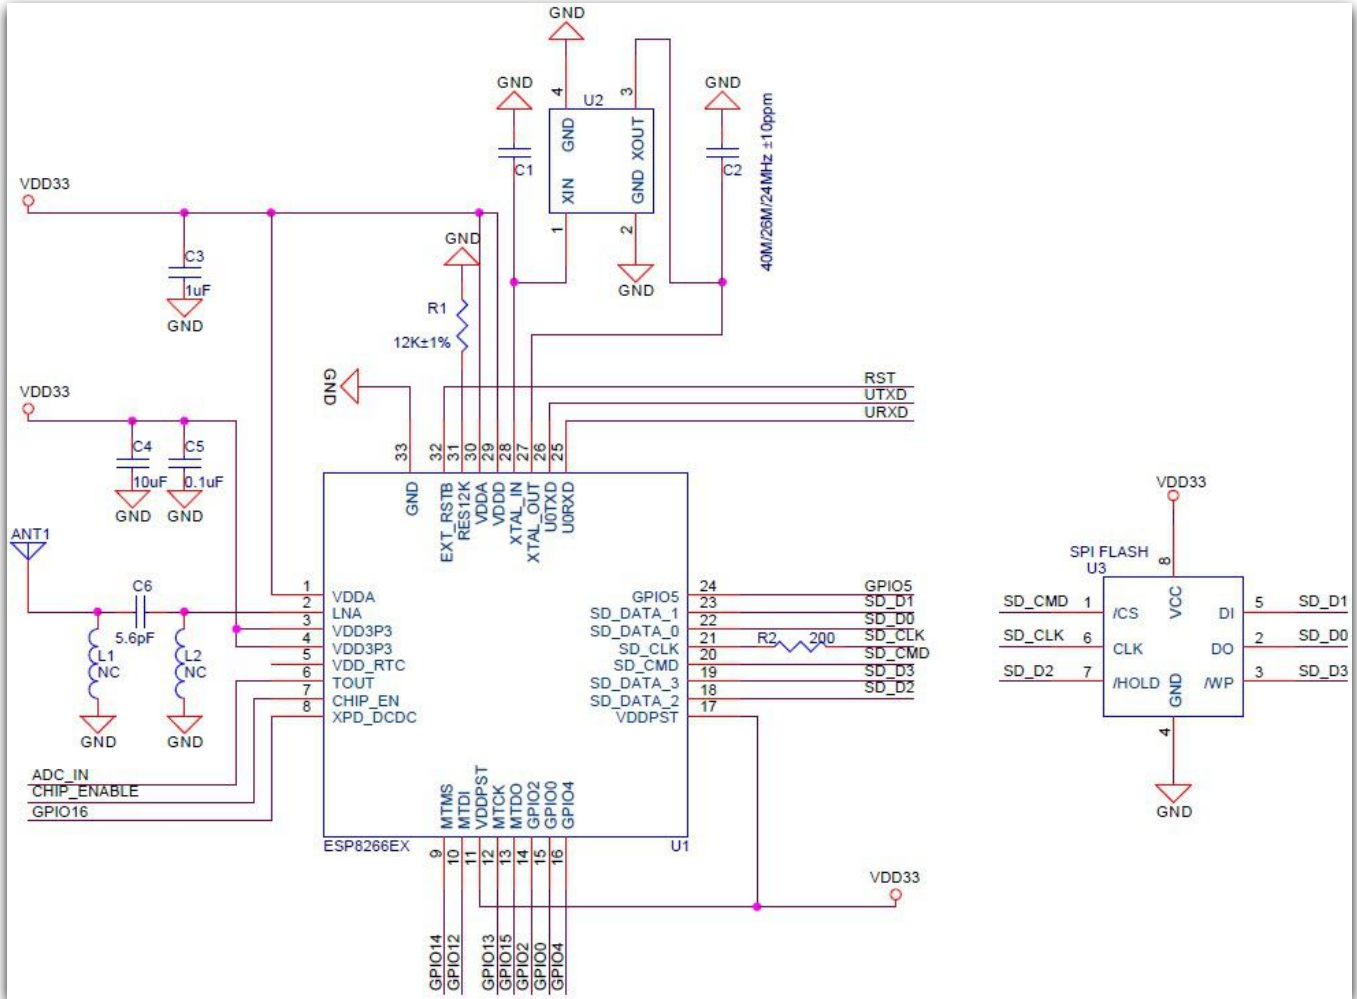 GND
GND
GND
4
3
U2
GND
XOUT
XIN
GND
1
2
C1
C2
40M/26M/24MHz ±10ppm
GND
VDD33
C3
1uF
GND
GND
R1
12K±1%
GND
VDD33
C4
10uF
GND
C5
0.1uF
GND
RST
UTXD
URXD
33
32
31
30
29
28
27
26
25
GND
EXT_RSTB
RES12K
VDDA
VDDD
XTAL_IN
XTAL_OUT
U0TXD
U0RXD
ANT1
C6
5.6pF
L1
NC
GND
L2
NC
GND
1 VDDA
2 LNA
3 VDD3P3
4 VDD3P3
5 VDD_RTC
6 TOUT
7 CHIP_EN
8 XPD_DCDC
GPIO5 24 GPIO5
SD_DATA_1 23 SD_D1
SD_DATA_0 22 SD_D0
SD_CLK 21 R2 200 SD_CLK
SD_CMD 20 SD_CMD
SD_DATA_3 19 SD_D3
SD_DATA_2 18 SD_D2
VDDPST 17
ADC_IN
CHIP_ENABLE
GPIO16
MTMS
MTDI
VDDPST
MTCK
MTDO
GPIO2
GPIO0
GPIO4
ESP8266EX
U1
9
10
11
12
13
14
15
16
GPIO14
GPIO12
GPIO13
GPIO15
GPIO2
GPIO0
GPIO4
VDD33
VDD33
SPI FLASH
U3
8
VCC
SD_CMD 1 /CS
SD_CLK 6 CLK
SD_D2 7 /HOLD
DI 5 SD_D1
DO 2 SD_D0
/WP 3 SD_D3
GND
4
GND